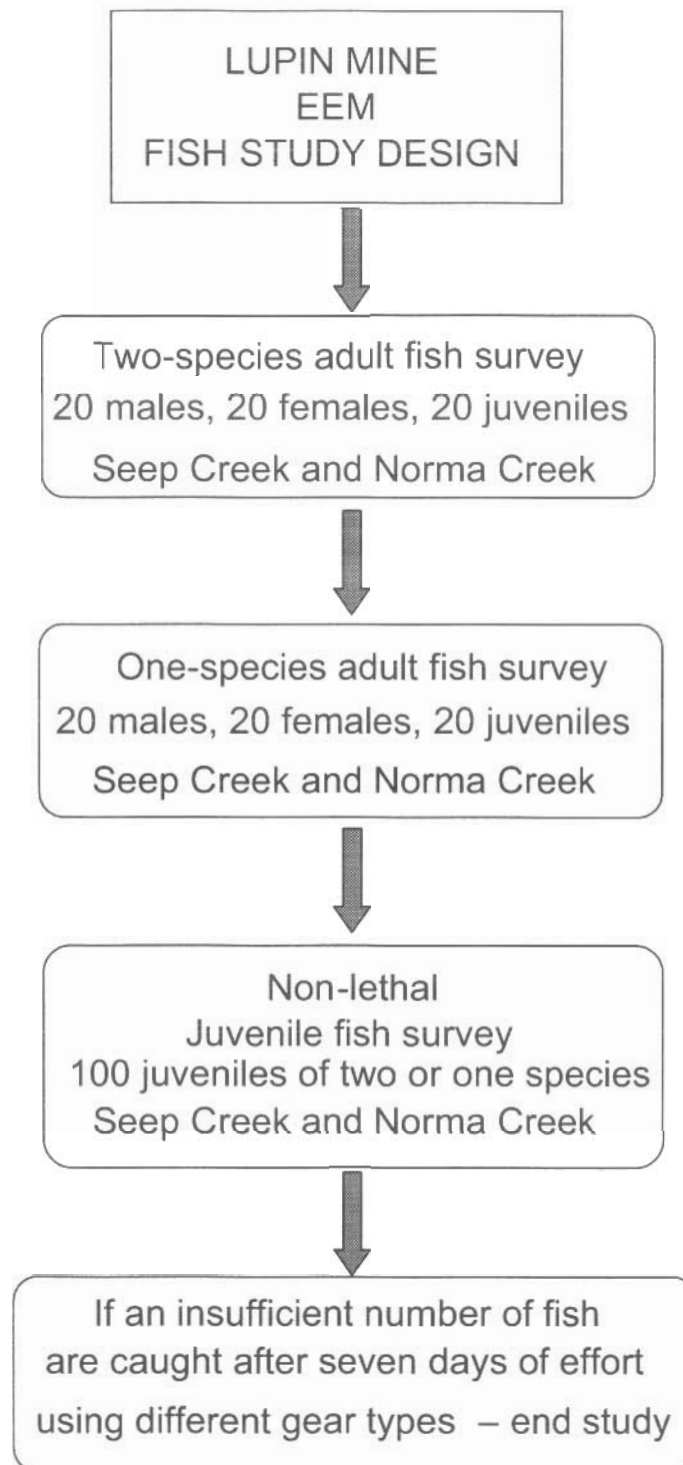 LUPIN MINE
EEM
FISH STUDY DESIGN
Two-species adult fish survey
20 males, 20 females, 20 juveniles
Seep Creek and Norma Creek
One-species adult fish survey
20 males, 20 females, 20 juveniles
Seep Creek and Norma Creek
Non-lethal
Juvenile fish survey
100 juveniles of two or one species
Seep Creek and Norma Creek
If an insufficient number of fish
are caught after seven days of effort
using different gear types – end study